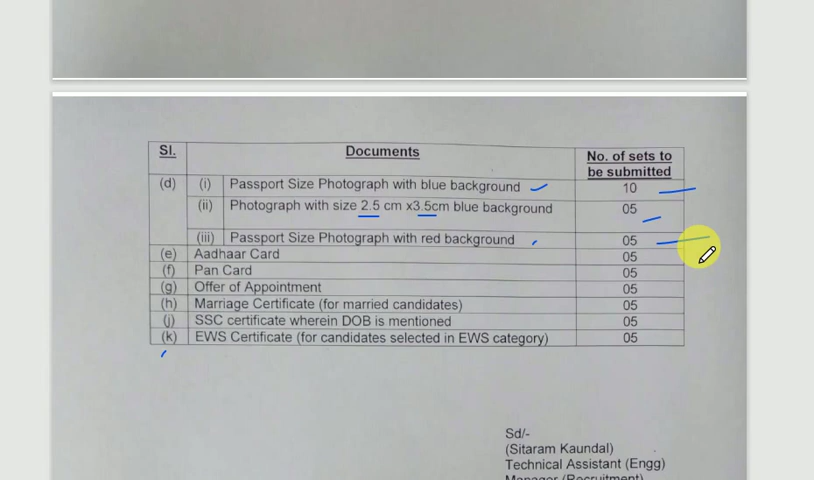 Sl. Documents No. of sets to be submitted
(d) (i) Passport Size Photograph with blue background 10
(ii) Photograph with size 2.5 cm x3.5cm blue background 05
(iii) Passport Size Photograph with red background 05
(e) Aadhaar Card 05
(f) Pan Card 05
(g) Offer of Appointment 05
(h) Marriage Certificate (for married candidates) 05
(j) SSC certificate wherein DOB is mentioned 05
(k) EWS Certificate (for candidates selected in EWS category) 05
Sd/-
(Sitaram Kaundal)
Technical Assistant (Engg)
Manager (Recruitment)